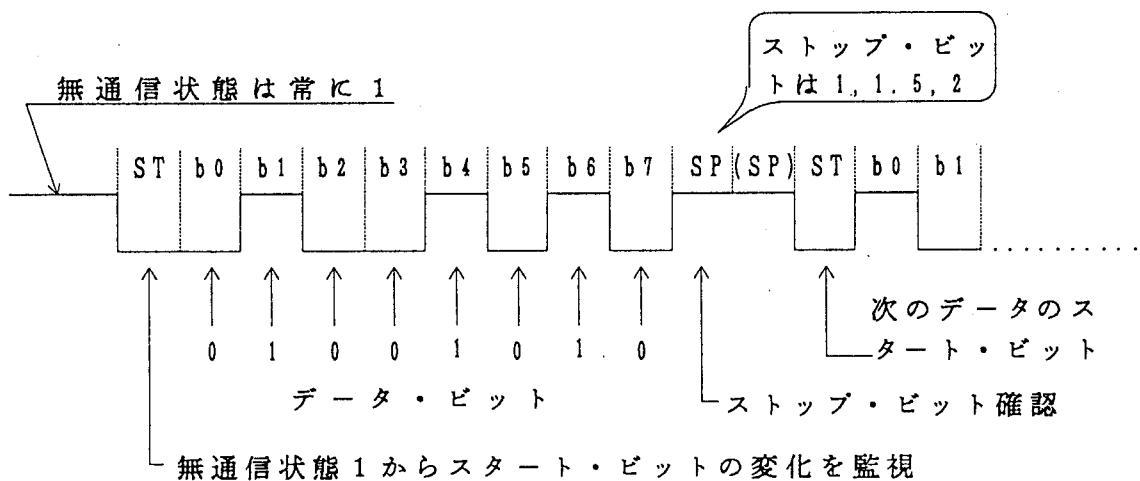 ストップ・ビッ
トは1,1.5,2
無通信状態は常に1
ST b0 b1 b2 b3 b4 b5 b6 b7 SP (SP) ST b0 b1
0 1 0 0 1 0 1 0
次のデータのス
タート・ビット
データ・ビット
ストップ・ビット確認
無通信状態1からスタート・ビットの変化を監視